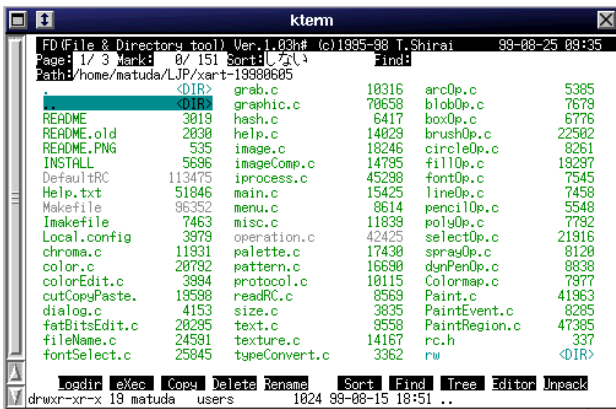 kterm
FD(File & Directory tool) Ver.1.03h# (c)1995-98 T.Shirai 99-08-25 09:35
Page: 1/ 3 Mark: 0/ 151 Sort:しない Find:
Path:/home/matuda/LJP/xart-19980605
. <DIR> grab.c 10316 arcOp.c 5385
.. <DIR> graphic.c 70658 blobOp.c 7679
README 3019 hash.c 6417 boxOp.c 6776
README.old 2030 help.c 14029 brushOp.c 22502
README.PNG 535 image.c 18246 circleOp.c 8261
INSTALL 5696 imageComp.c 14795 fillOp.c 19297
DefaultRC 113475 iprocess.c 45298 fontOp.c 7545
Help.txt 51846 main.c 15425 lineOp.c 7458
Makefile 96352 menu.c 8614 pencilOp.c 5548
Imakefile 7463 misc.c 11839 polyOp.c 7792
Local.config 3979 operation.c 42425 selectOp.c 21916
chroma.c 11931 palette.c 17430 sprayOp.c 8120
color.c 20792 pattern.c 16690 dynPenOp.c 8838
colorEdit.c 3994 protocol.c 10115 Colormap.c 7977
cutCopyPaste. 19598 readRC.c 8569 Paint.c 41963
dialog.c 4153 size.c 3835 PaintEvent.c 8285
fatBitsEdit.c 20295 text.c 9558 PaintRegion.c 47385
fileName.c 24591 texture.c 14167 rc.h 337
fontSelect.c 25845 typeConvert.c 3362 rw <DIR>
Logdir eXec Copy Delete Rename Sort Find Tree Editor Unpack
drwxr-xr-x 19 matuda users 1024 99-08-15 18:51 ..